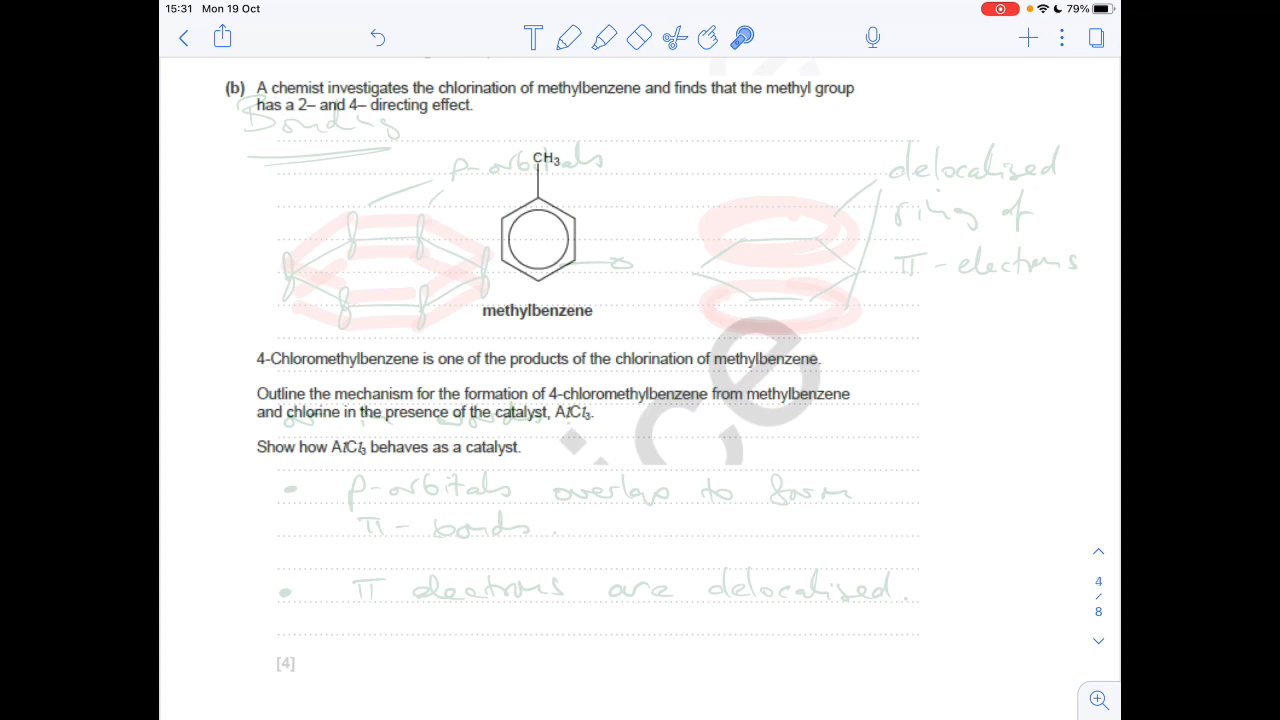 15:31 Mon 19 Oct
79%
(b) A chemist investigates the chlorination of methylbenzene and finds that the methyl group
has a 2– and 4– directing effect.
Bonding
p-orbitals
CH3
delocalised
ring of
π-electrons
methylbenzene
4-Chloromethylbenzene is one of the products of the chlorination of methylbenzene.
Outline the mechanism for the formation of 4-chloromethylbenzene from methylbenzene
and chlorine in the presence of the catalyst, AlCl3.
Show how AlCl3 behaves as a catalyst.
• p-orbitals overlap to form
π-bonds.
• π electrons are delocalised.
4
/
8
[4]